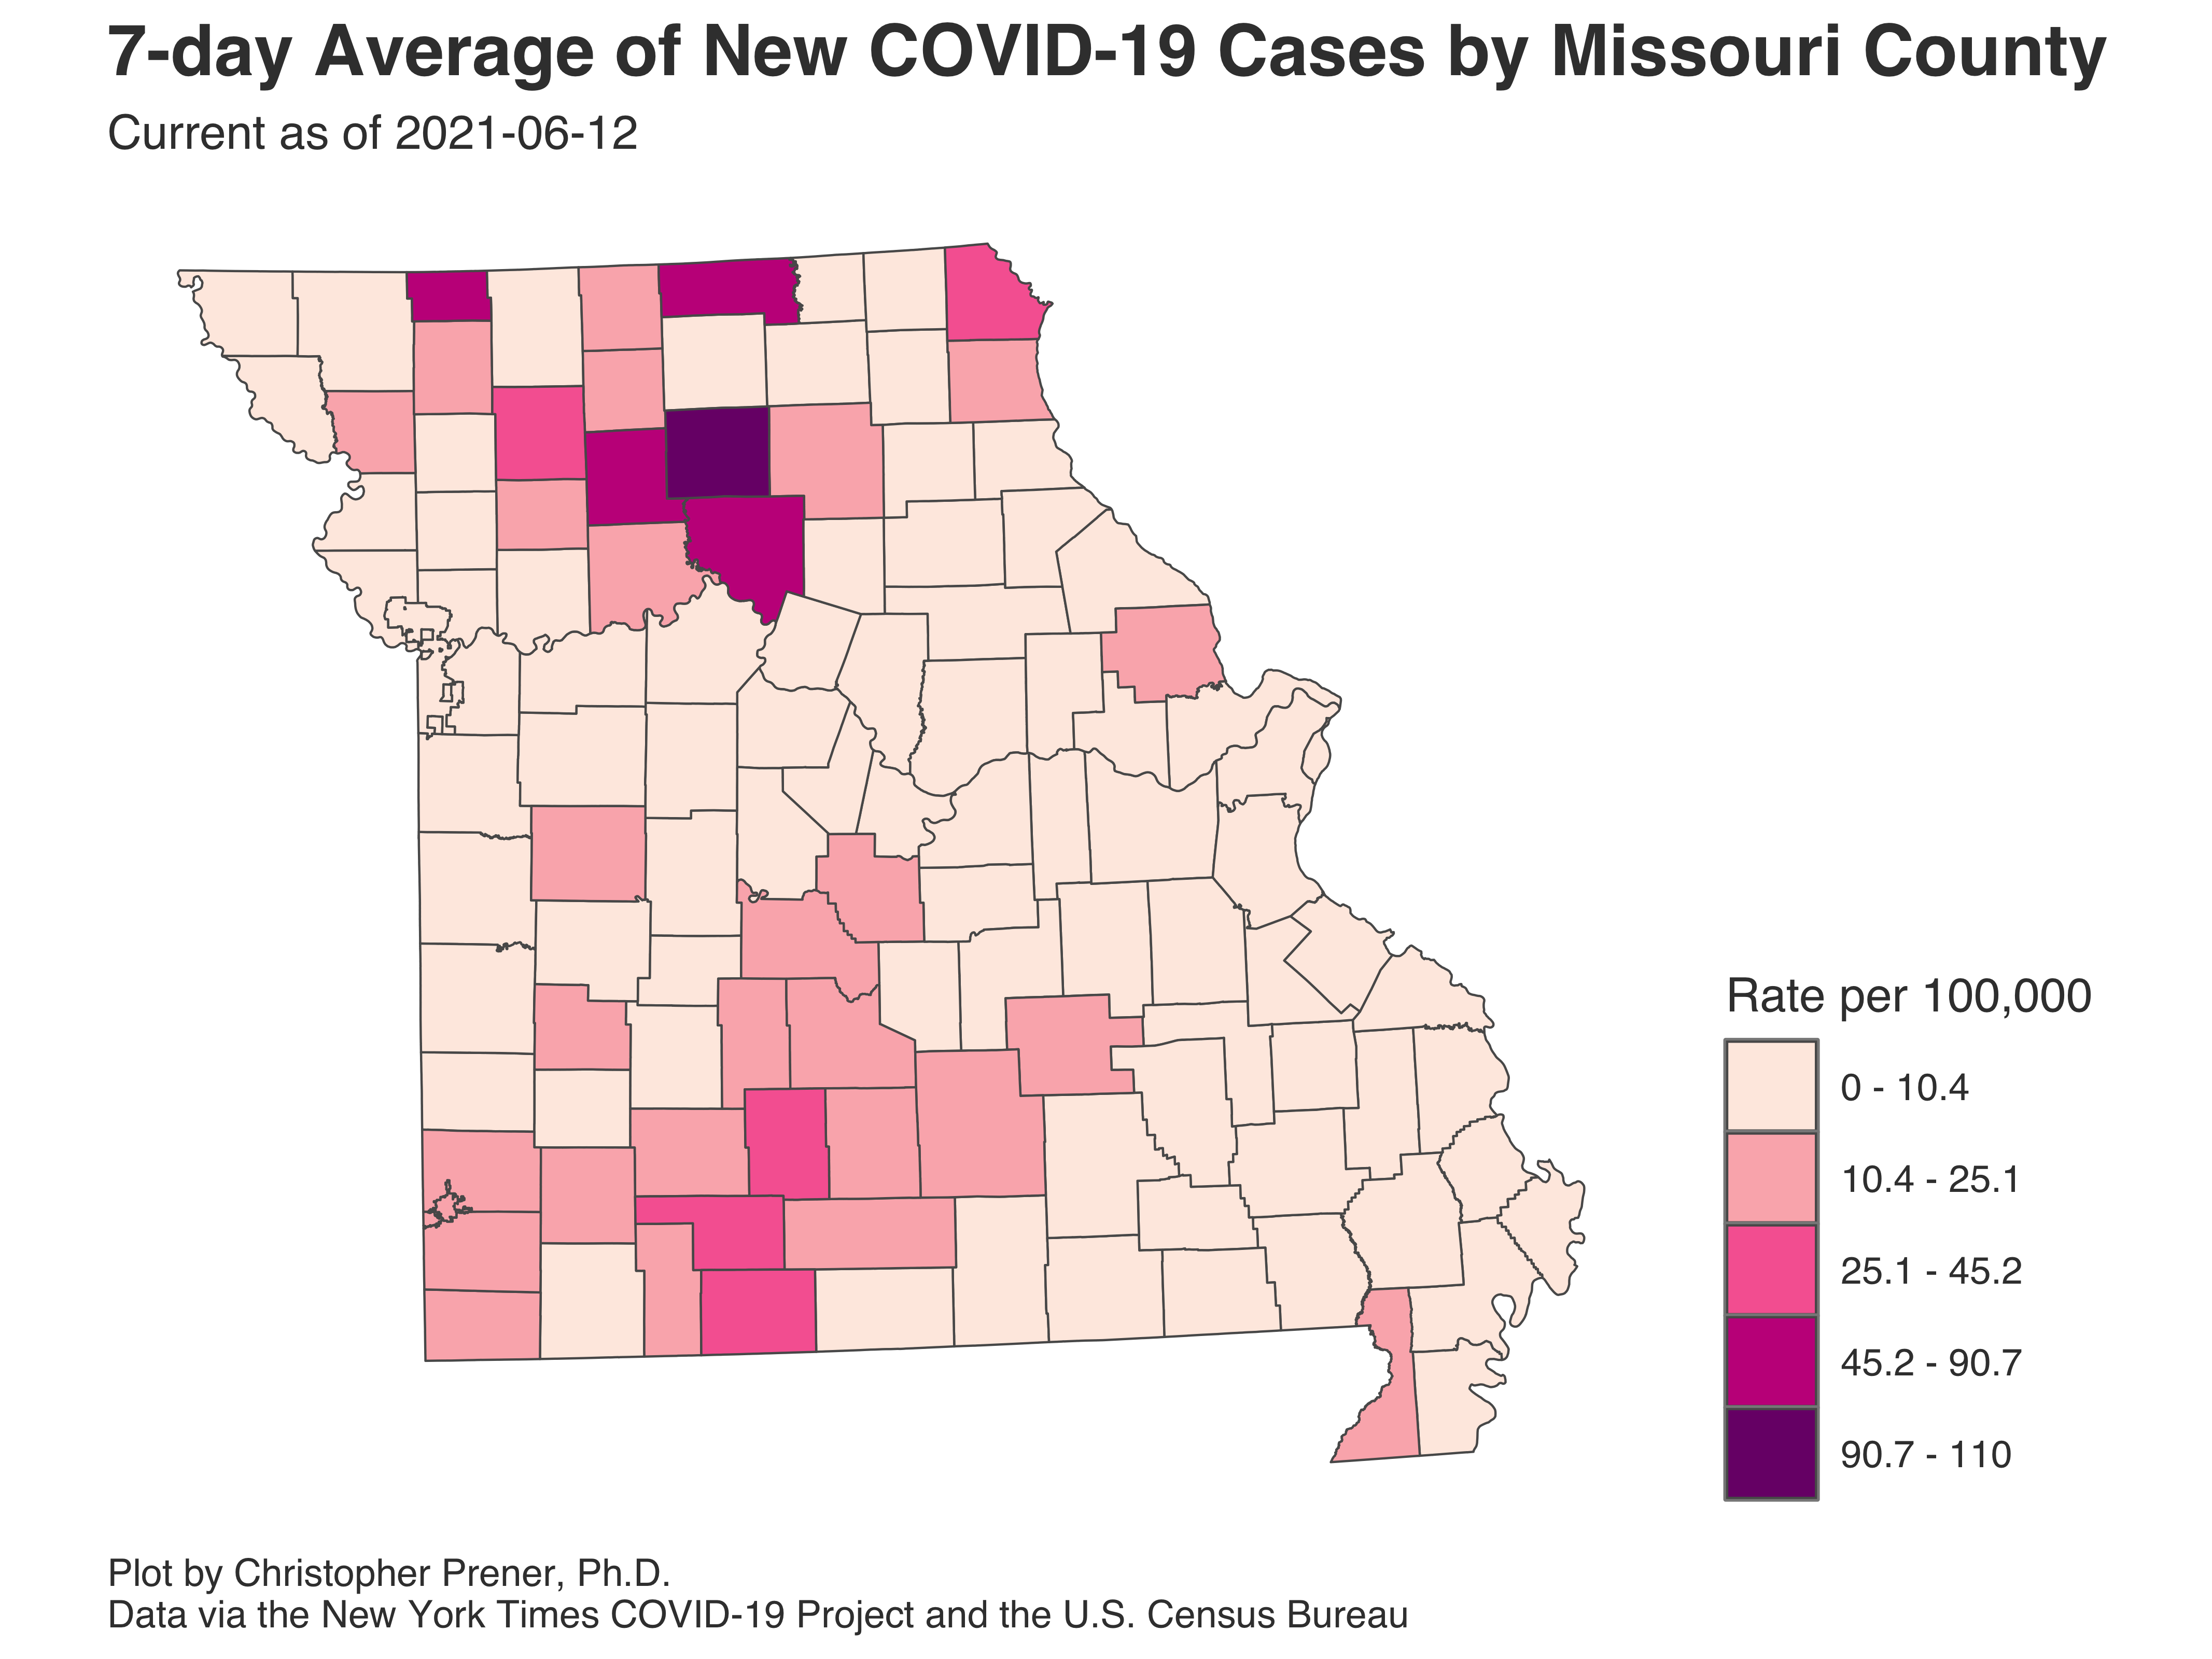 7-day Average of New COVID-19 Cases by Missouri County
Current as of 2021-06-12
Rate per 100,000
0 - 10.4
10.4 - 25.1
25.1 - 45.2
45.2 - 90.7
90.7 - 110
Plot by Christopher Prener, Ph.D.
Data via the New York Times COVID-19 Project and the U.S. Census Bureau